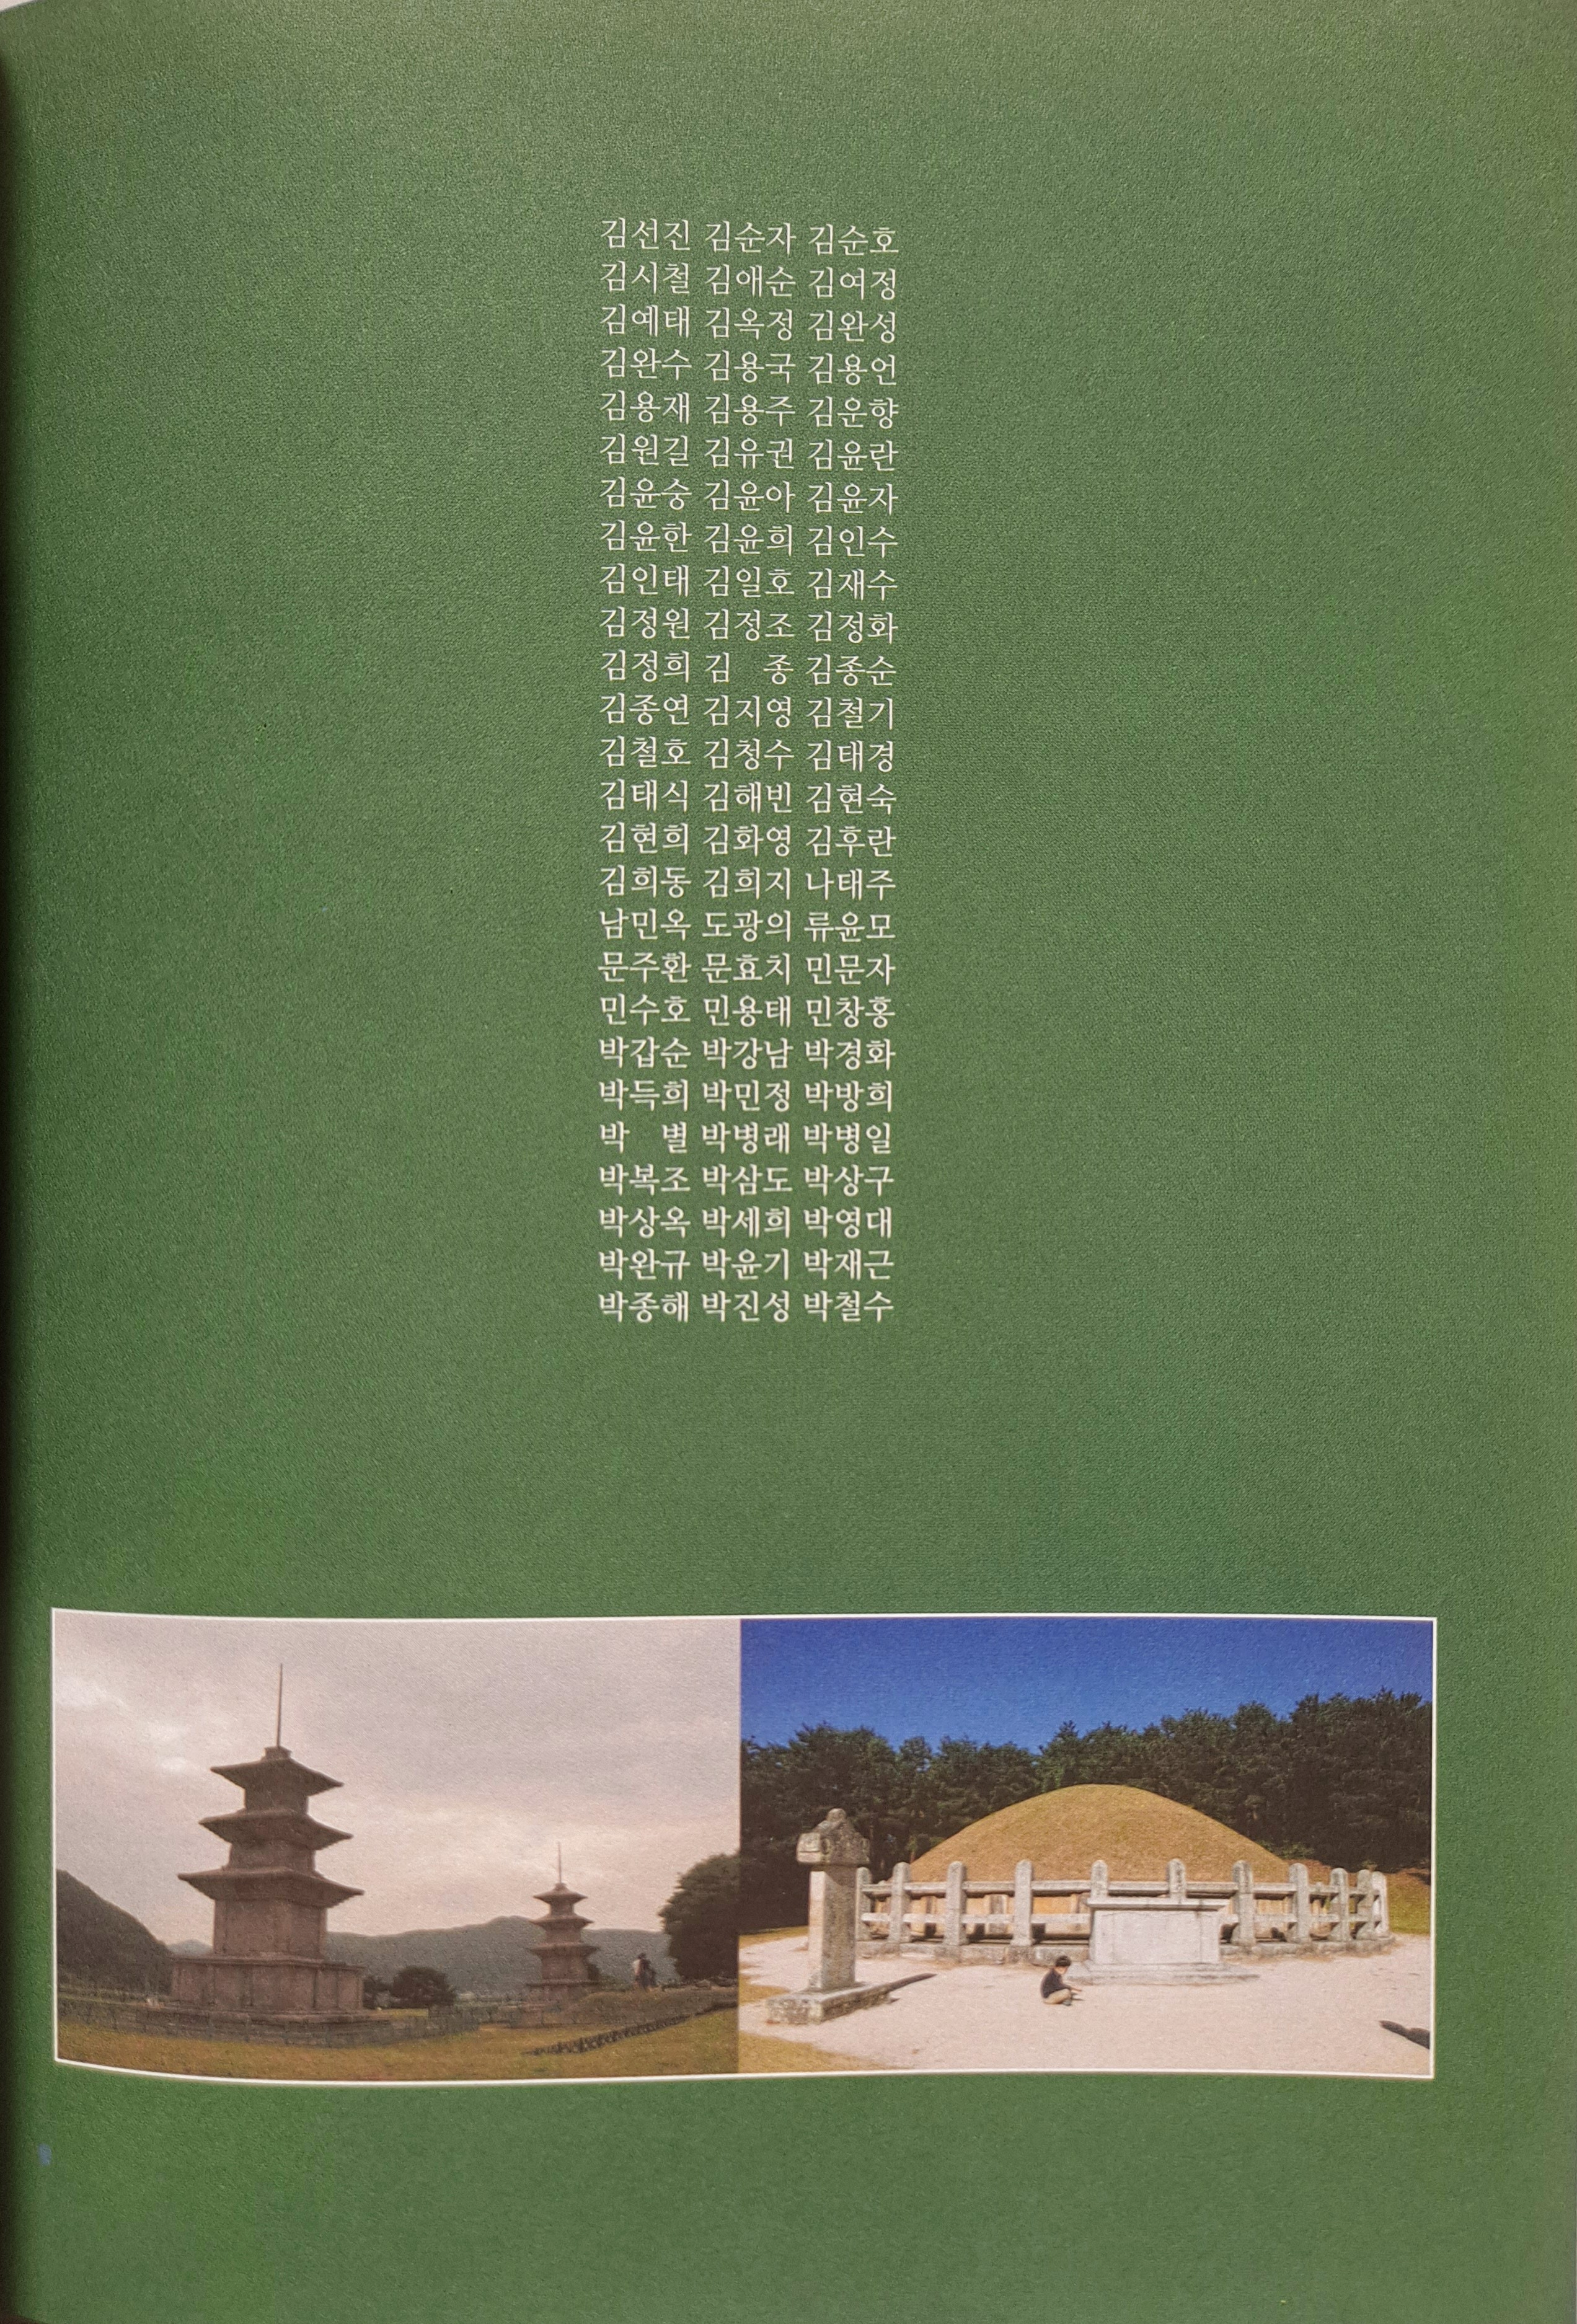 김선진 김순자 김순호
김시철 김애순 김여정
김예태 김옥정 김완성
김완수 김용국 김용언
김용재 김용주 김운향
김원길 김유권 김윤란
김윤숭 김윤아 김윤자
김윤한 김윤희 김인수
김인태 김일호 김재수
김정원 김정조 김정화
김정희 김 종 김종순
김종연 김지영 김철기
김철호 김청수 김태경
김태식 김해빈 김현숙
김현희 김화영 김후란
김희동 김희지 나태주
남민옥 도광의 류윤모
문주환 문효치 민문자
민수호 민용태 민창홍
박갑순 박강남 박경화
박득희 박민정 박방희
박 별 박병래 박병일
박복조 박삼도 박상구
박상옥 박세희 박영대
박완규 박윤기 박재근
박종해 박진성 박철수